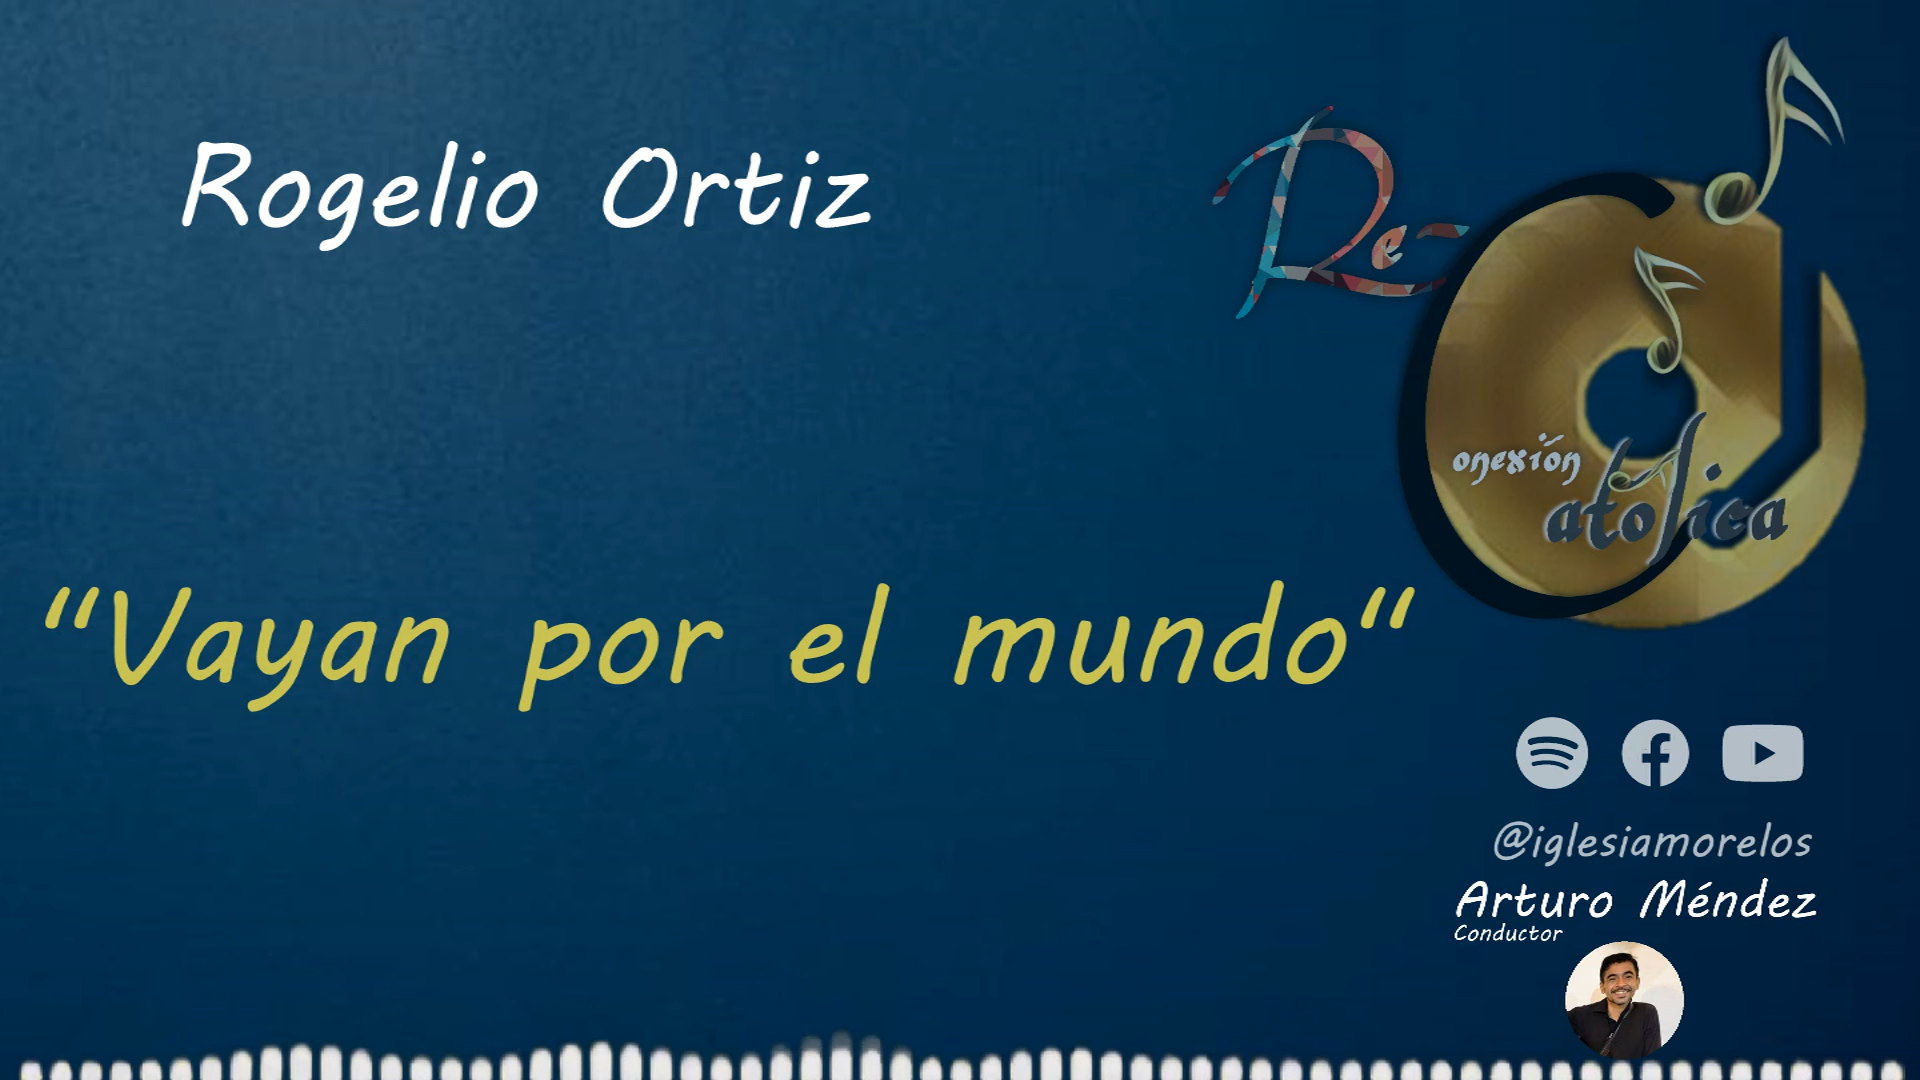 Rogelio Ortiz
Re-
onexión
atolica
“Vayan por el mundo“
@iglesiamorelos
Arturo Méndez
Conductor